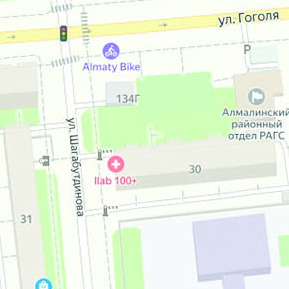 ул. Гоголя
P
Almaty Bike
134Г
Алмалинский
районный
отдел РАГС
ул. Шагабутдинова
Ilab 100+
30
31